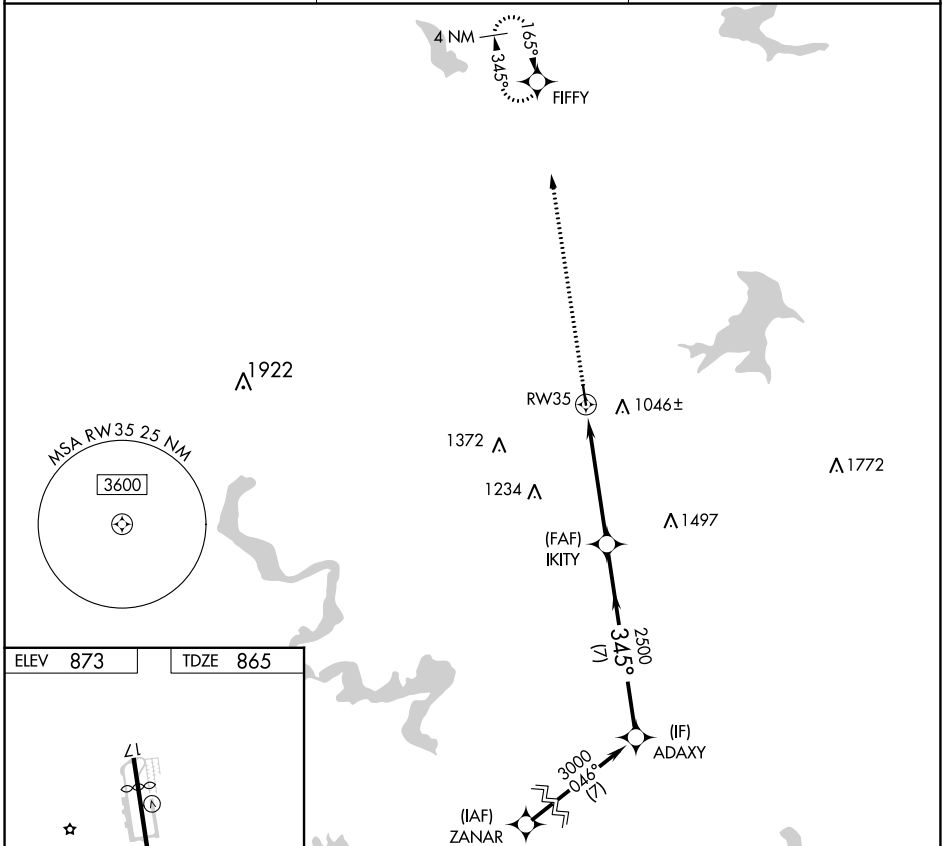 4 NM
165°
345°
FIFFY
1922
RW35
1046±
MSA RW35 25 NM
3600
1372
1772
1234
1497
(FAF)
IKITY
2500
345°
(7)
ELEV 873
TDZE 865
(IF)
ADAXY
17
3000
046°
(7)
(IAF)
ZANAR
A